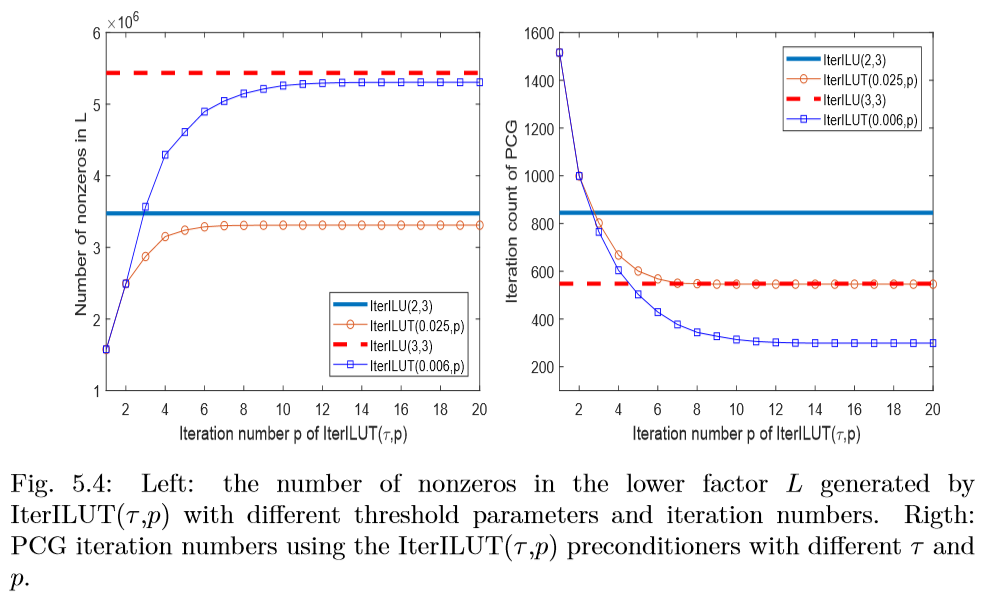 ×10⁶
6
5
4
3
2
1
Number of nonzeros in L
IterILU(2,3)
IterILUT(0.025,p)
IterILU(3,3)
IterILUT(0.006,p)
2 4 6 8 10 12 14 16 18 20
Iteration number p of IterILUT(τ,p)
1600
1400
1200
1000
800
600
400
200
Iteration count of PCG
IterILU(2,3)
IterILUT(0.025,p)
IterILU(3,3)
IterILUT(0.006,p)
2 4 6 8 10 12 14 16 18 20
Iteration number p of IterILUT(τ,p)
Fig. 5.4: Left: the number of nonzeros in the lower factor L generated by
IterILUT(τ,p) with different threshold parameters and iteration numbers. Rigth:
PCG iteration numbers using the IterILUT(τ,p) preconditioners with different τ and
p.